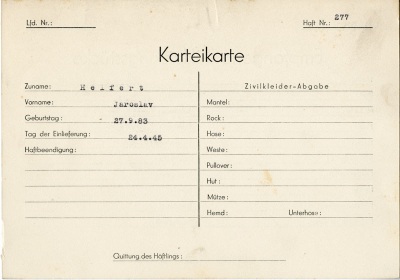 Lfd. Nr.: Haft Nr.: 277
Karteikarte
Zuname: Helfert
Vorname: Jaroslav
Geburtstag: 27.9.83
Tag der Einlieferung: 24.4.45
Haftbeendigung:
Zivilkleider-Abgabe
Mantel:
Rock:
Hose:
Weste:
Pullover:
Hut:
Mütze:
Hemd: Unterhose:
Quittung des Häftlings: